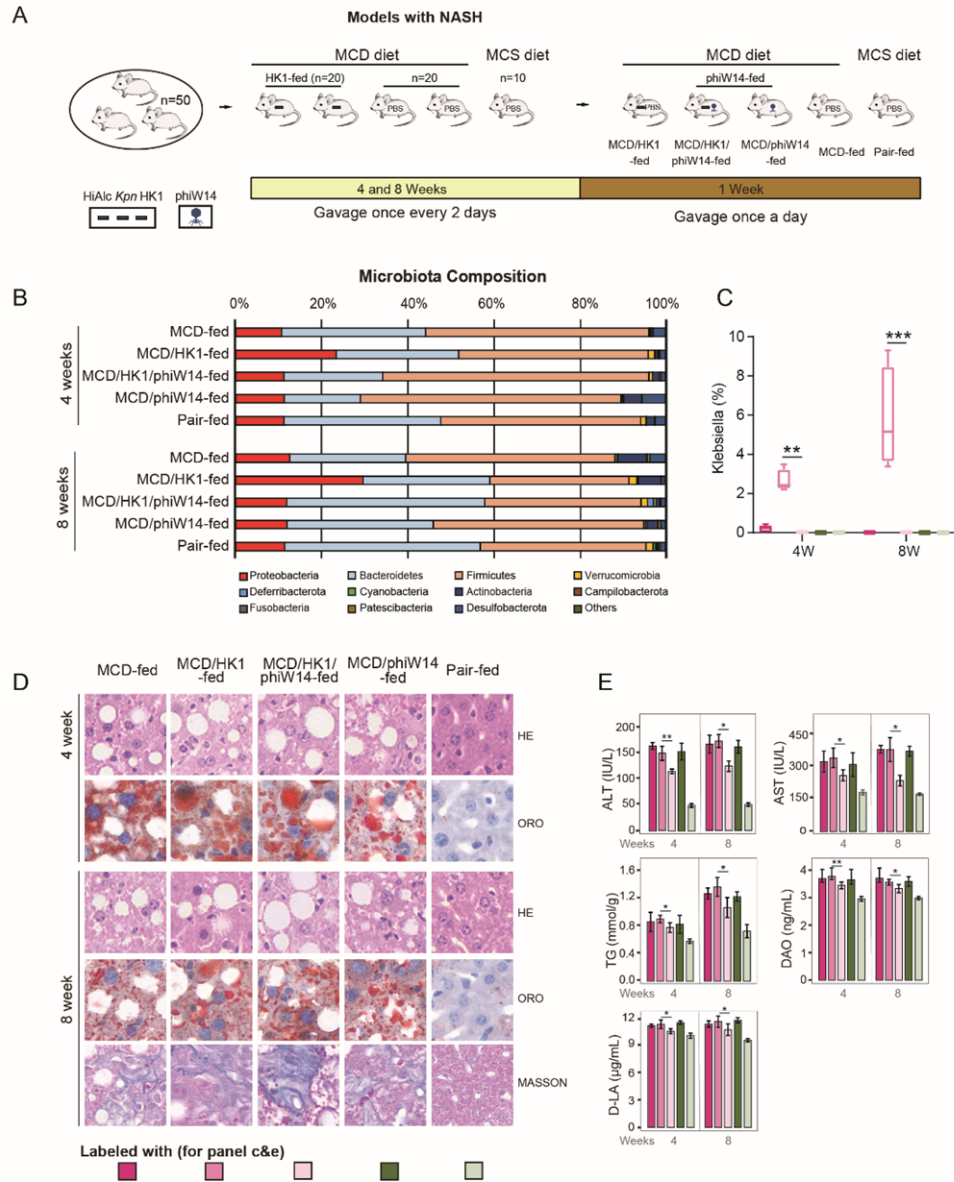 A
Models with NASH
MCD diet
MCS diet
MCD diet
MCS diet
HK1-fed (n=20)
n=20
n=10
phiW14-fed
n=50
PBS
PBS
PBS
PBS
MCD/HK1
-fed
MCD/HK1/
phiW14-fed
MCD/phiW14
-fed
MCD-fed
Pair-fed
HiAlc Kpn HK1
phiW14
4 and 8 Weeks
1 Week
Gavage once every 2 days
Gavage once a day
B
Microbiota Composition
0%
20%
40%
60%
80%
100%
4 weeks
MCD-fed
MCD/HK1-fed
MCD/HK1/phiW14-fed
MCD/phiW14-fed
Pair-fed
8 weeks
MCD-fed
MCD/HK1-fed
MCD/HK1/phiW14-fed
MCD/phiW14-fed
Pair-fed
Proteobacteria
Bacteroidetes
Firmicutes
Verrucomicrobia
Deferribacterota
Cyanobacteria
Actinobacteria
Campilobacterota
Fusobacteria
Patescibacteria
Desulfobacterota
Others
C
Klebsiella (%)
10
8
6
4
2
0
**
***
4W
8W
D
MCD-fed
MCD/HK1
-fed
MCD/HK1/
phiW14-fed
MCD/phiW14
-fed
Pair-fed
4 week
HE
ORO
8 week
HE
ORO
MASSON
Labeled with (for panel c&e)
E
ALT (IU/L)
200
150
100
50
0
**
*
Weeks
4
8
AST (IU/L)
450
300
150
0
*
*
TG (mmol/g)
1.6
1.2
0.8
0.4
0.0
*
*
Weeks
4
8
DAO (ng/mL)
4
3
2
1
0
**
*
4
8
D-LA (μg/mL)
12
9
6
3
0
*
*
Weeks
4
8